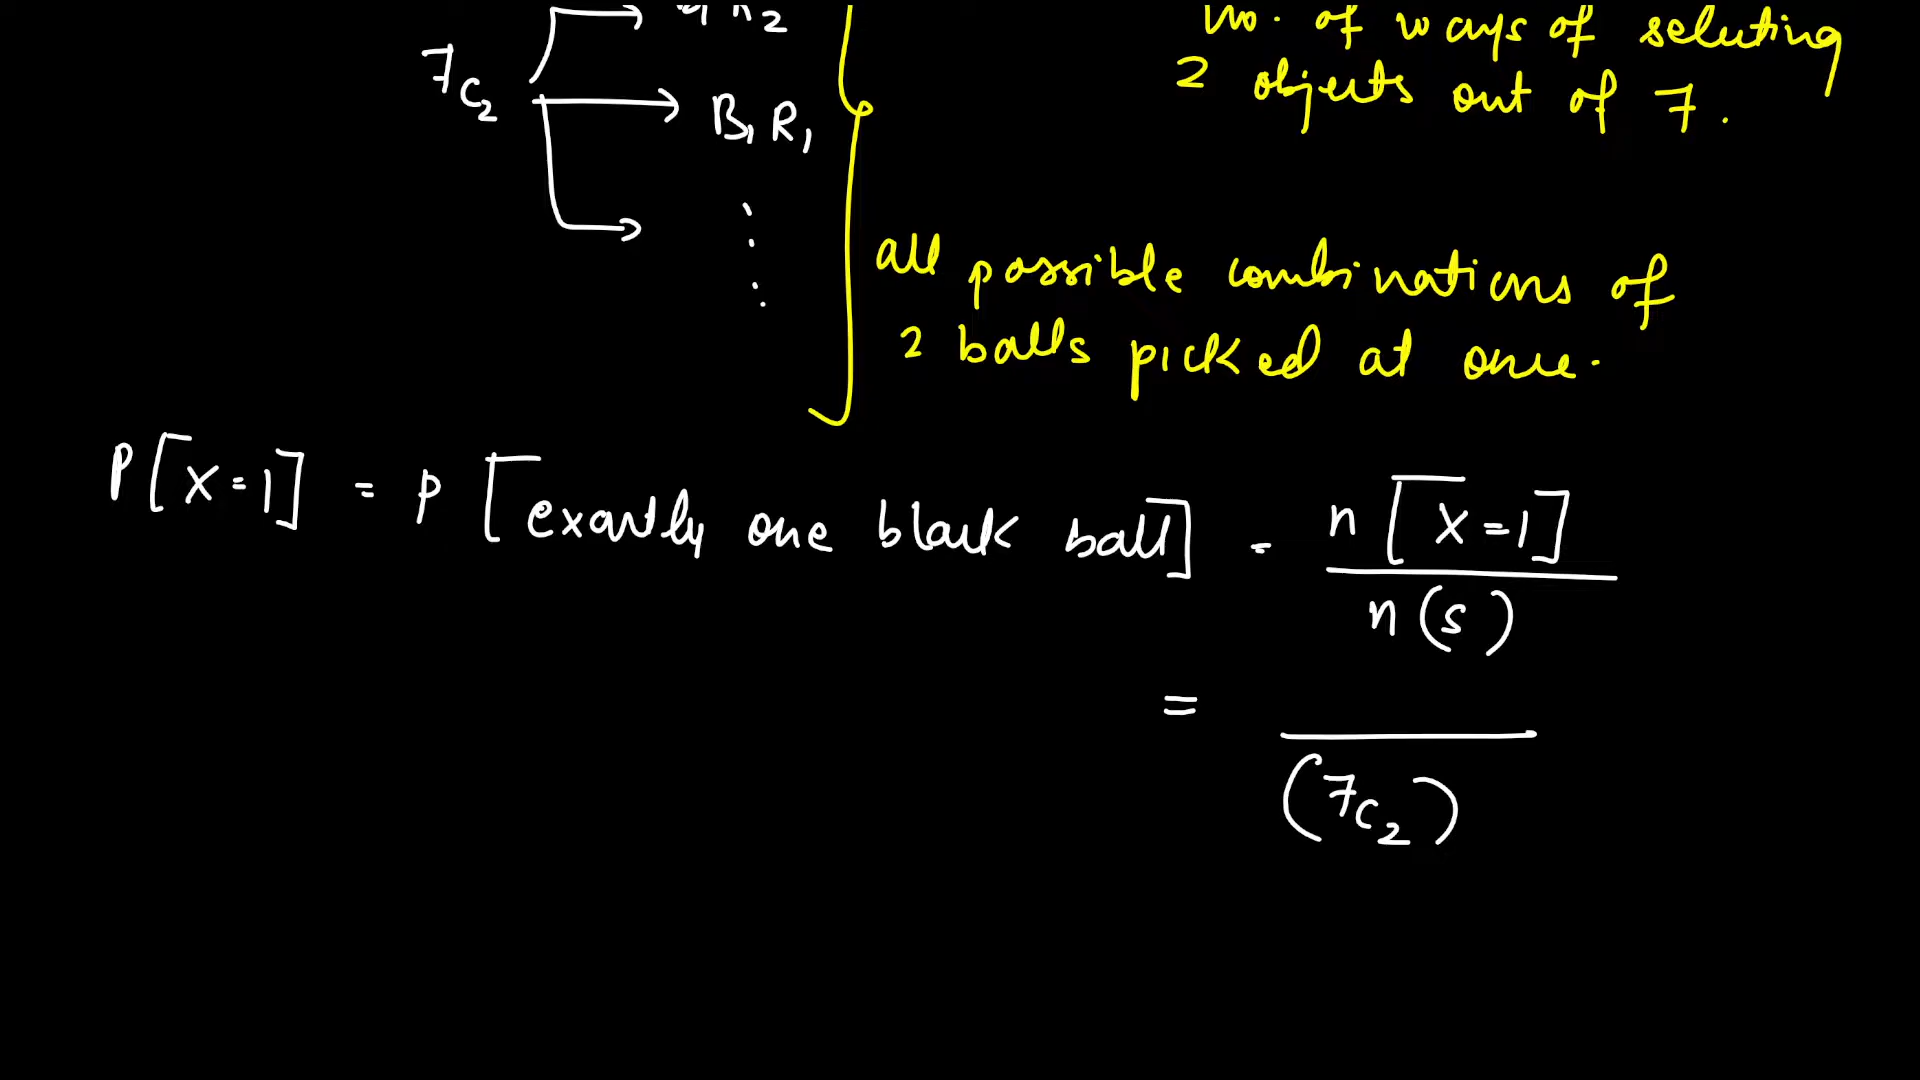 no. of ways of selecting
2 objects out of 7.
7C₂
B₁ R₁
all possible combinations of
2 balls picked at once.
P[X=1] = P [exactly one black ball] = n[X=1] / n(s)
= / (7C₂)